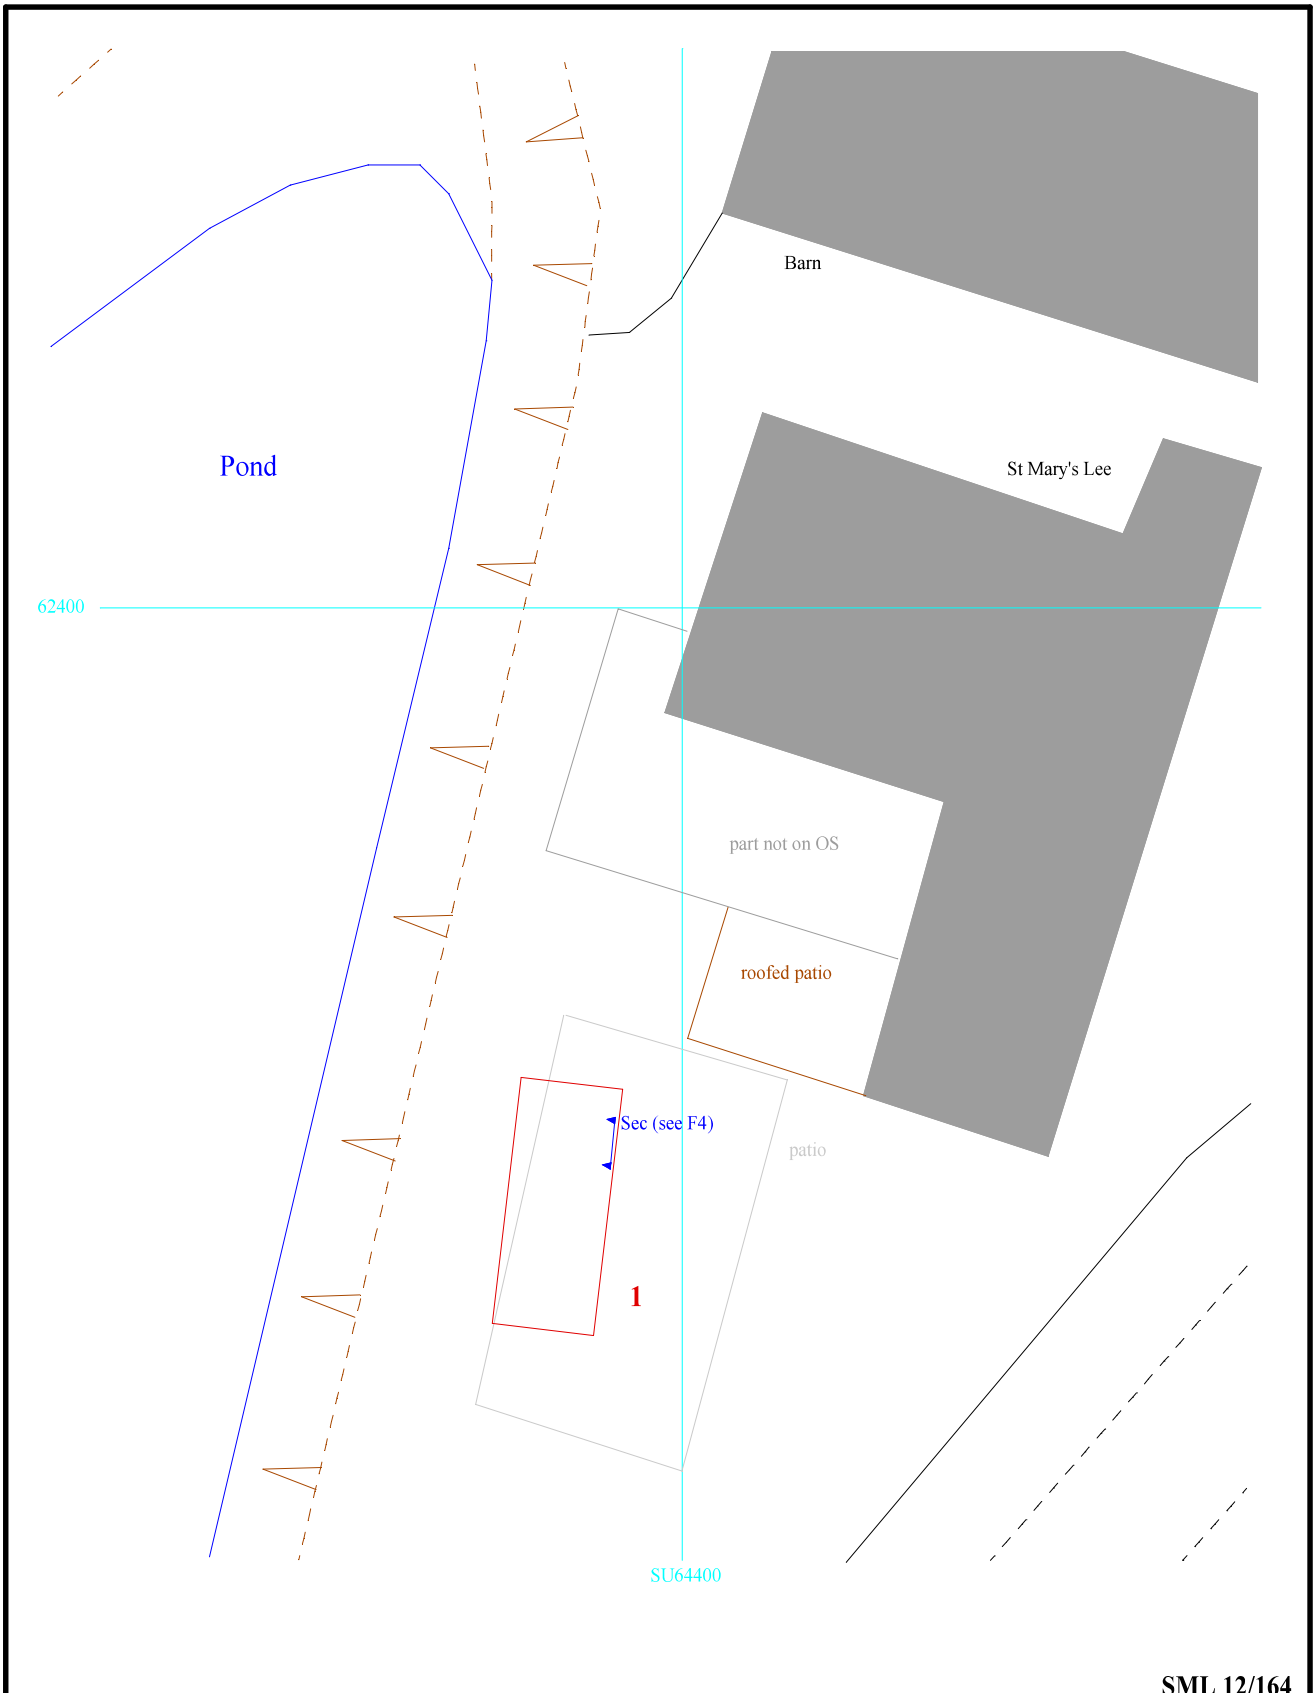 Barn
Pond
St Mary's Lee
62400
part not on OS
roofed patio
Sec (see F4)
patio
1
SU64400
SML 12/164